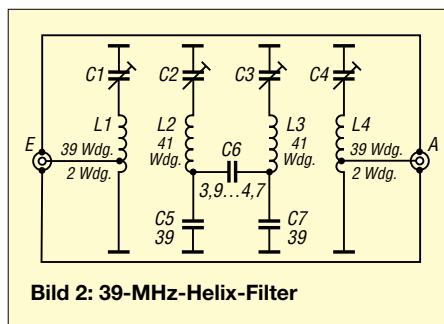 C1
C2
C3
C4
L1
L2
L3
L4
E
39 Wdg.
2 Wdg.
41
Wdg.
C6
3,9...4,7
41
Wdg.
39 Wdg.
2 Wdg.
A
C5
39
C7
39
Bild 2: 39-MHz-Helix-Filter